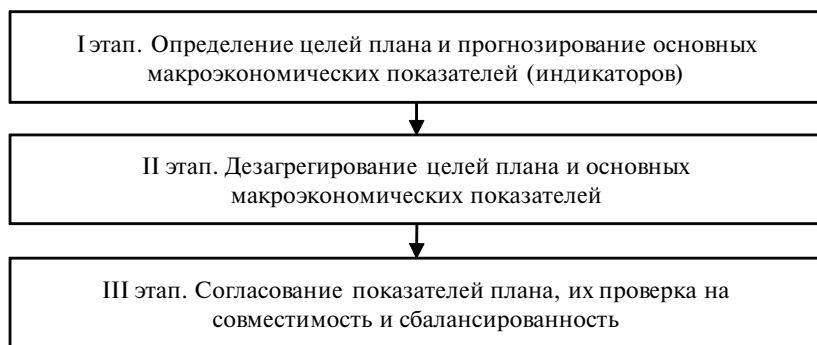 I этап. Определение целей плана и прогнозирование основных
макроэкономических показателей (индикаторов)
II этап. Дезагрегирование целей плана и основных
макроэкономических показателей
III этап. Согласование показателей плана, их проверка на
совместимость и сбалансированность